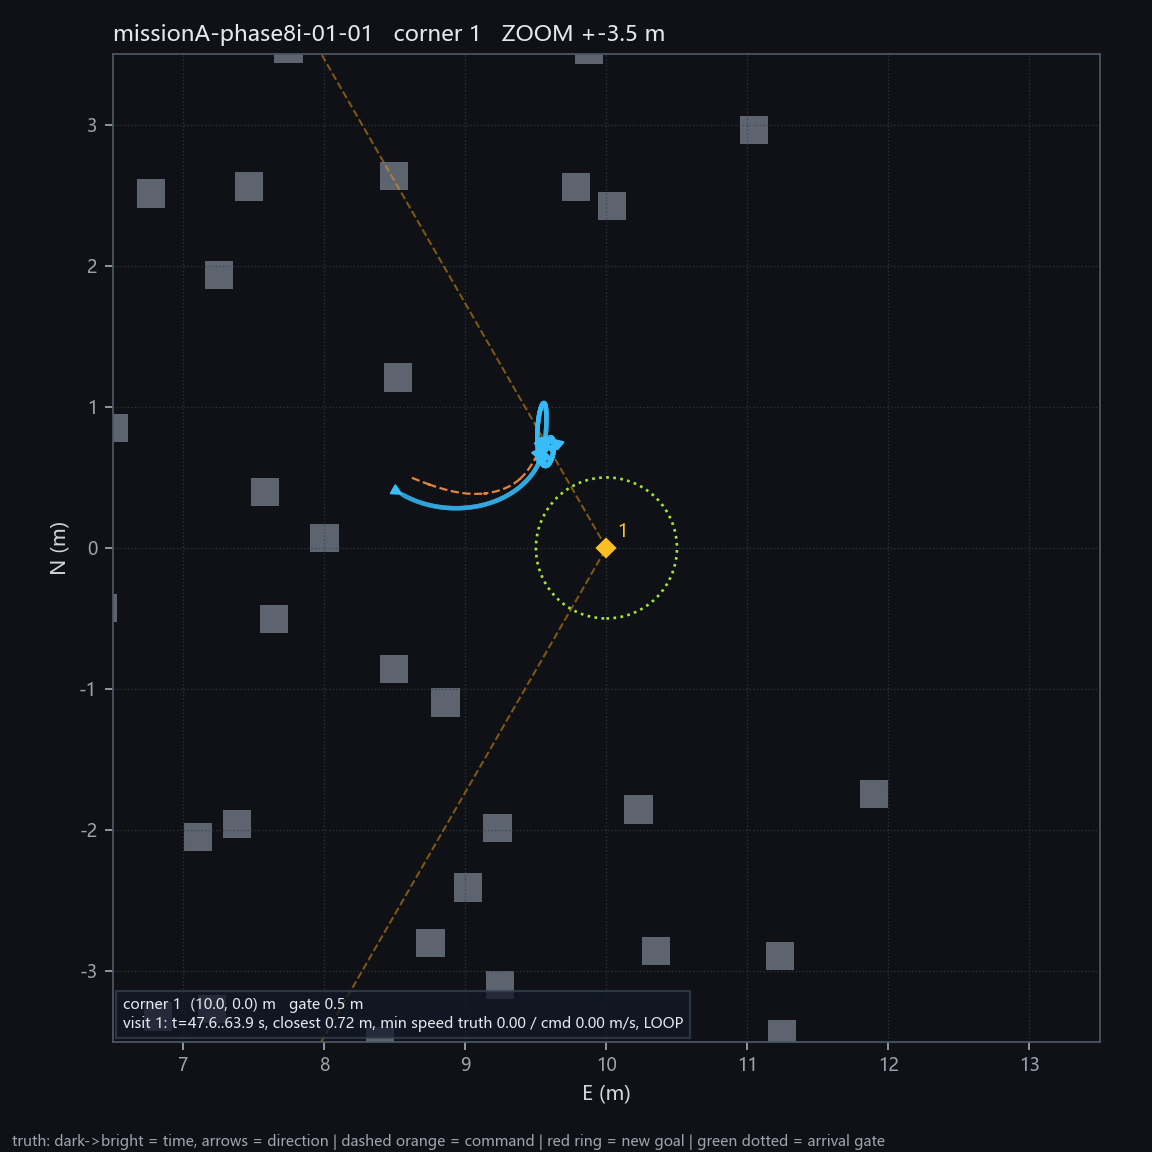 missionA-phase8i-01-01   corner 1   ZOOM +-3.5 m
3
2
1
0
-1
-2
-3
N (m)
1
corner 1  (10.0, 0.0) m   gate 0.5 m
visit 1: t=47.6..63.9 s, closest 0.72 m, min speed truth 0.00 / cmd 0.00 m/s, LOOP
7 8 9 10 11 12 13
E (m)
truth: dark->bright = time, arrows = direction | dashed orange = command | red ring = new goal | green dotted = arrival gate